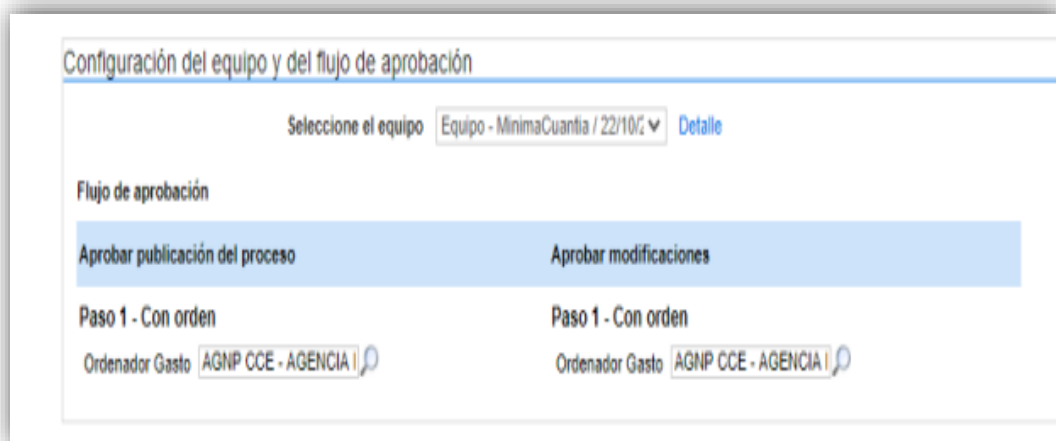 Configuración del equipo y del flujo de aprobación
Seleccione el equipo Equipo - MinimaCuantia / 22/10/2 Detalle
Flujo de aprobación
Aprobar publicación del proceso Aprobar modificaciones
Paso 1 - Con orden Paso 1 - Con orden
Ordenador Gasto AGNP CCE - AGENCIA Ordenador Gasto AGNP CCE - AGENCIA